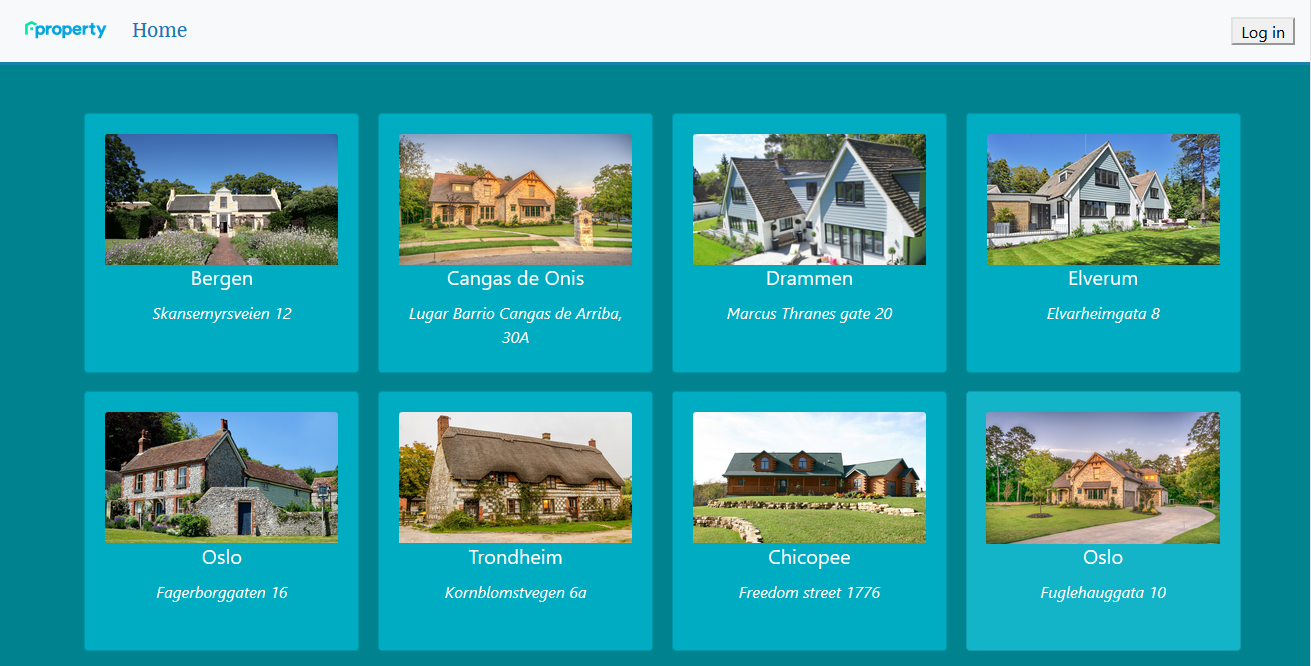 property
Home
Log in
Bergen
Skansemyrsveien 12
Cangas de Onis
Lugar Barrio Cangas de Arriba,
30A
Drammen
Marcus Thranes gate 20
Elverum
Elvarheimgata 8
Oslo
Fagerborggaten 16
Trondheim
Kornblomstvegen 6a
Chicopee
Freedom street 1776
Oslo
Fuglehauggata 10